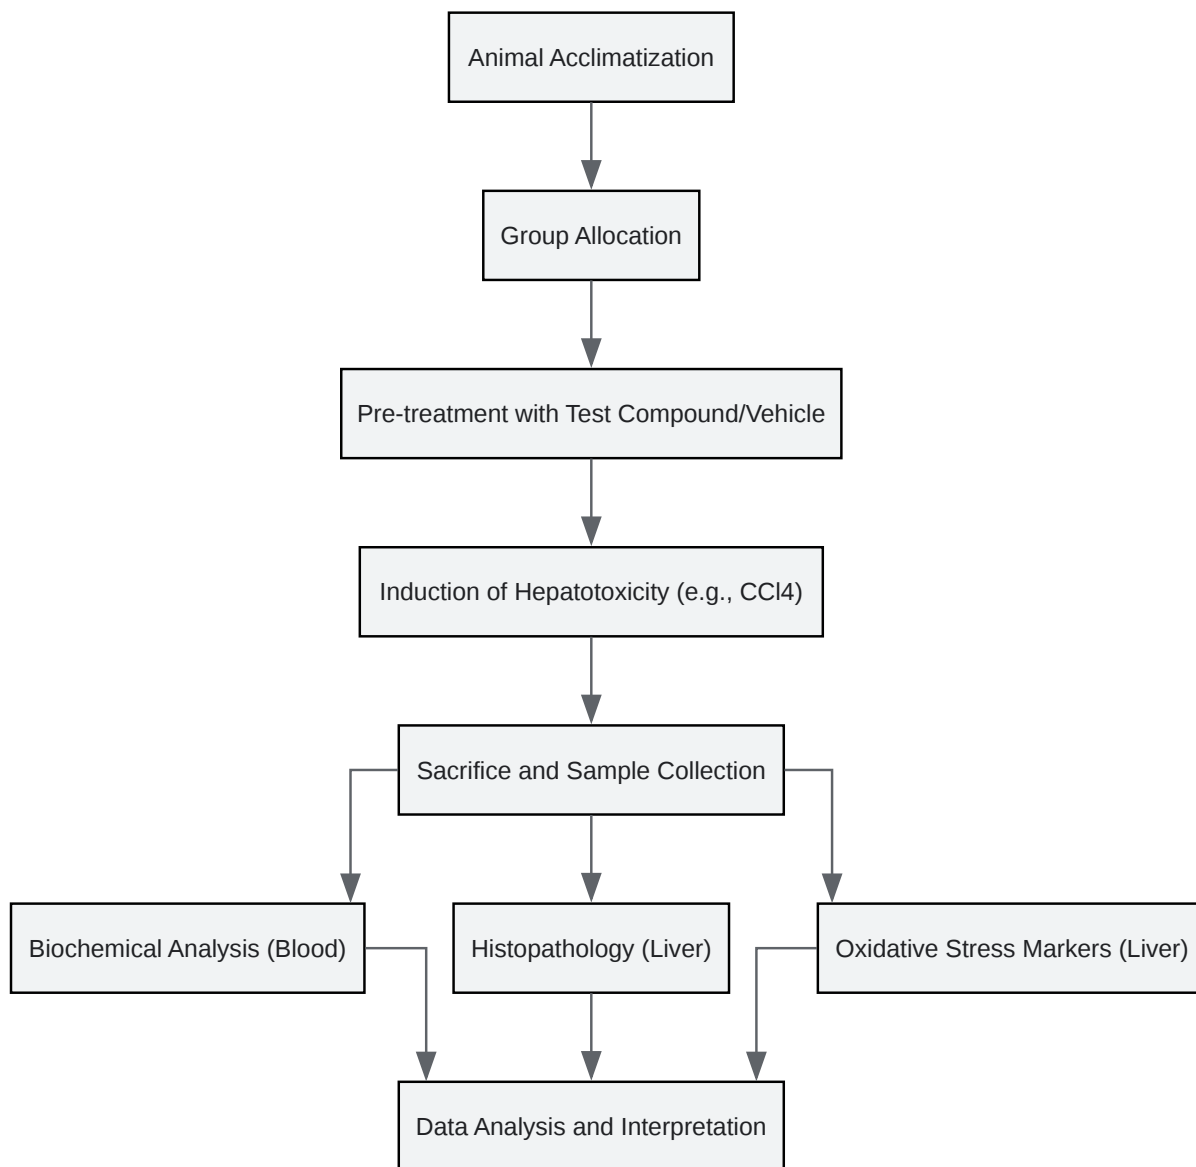 Animal Acclimatization
Group Allocation
Pre-treatment with Test Compound/Vehicle
Induction of Hepatotoxicity (e.g., CCl4)
Sacrifice and Sample Collection
Biochemical Analysis (Blood)
Histopathology (Liver)
Oxidative Stress Markers (Liver)
Data Analysis and Interpretation